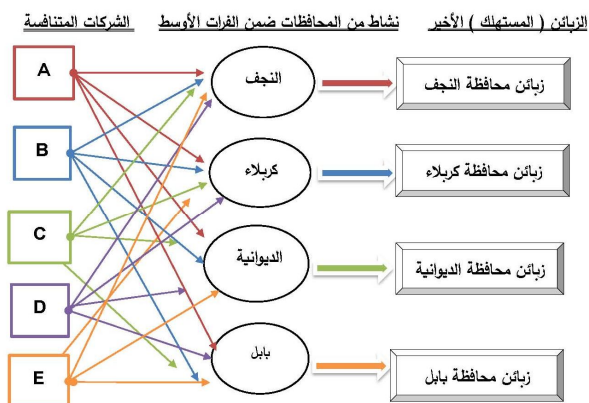 الشركات المتنافسة
نشاط من المحافظات ضمن الفرات الأوسط
الزبائن ( المستهلك ) الأخير
A
النجف
زبائن محافظة النجف
B
كربلاء
زبائن محافظة كربلاء
C
الديوانية
زبائن محافظة الديوانية
D
بابل
E
زبائن محافظة بابل